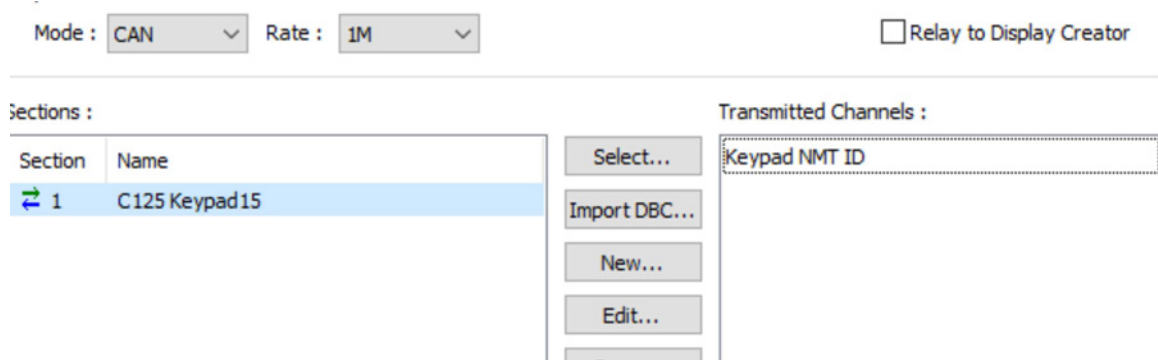 Mode : CAN Rate : 1M Relay to Display Creator
Sections : Transmitted Channels :
Section Name
1 C125 Keypad15
Select...
Import DBC...
New...
Edit...
Keypad NMT ID